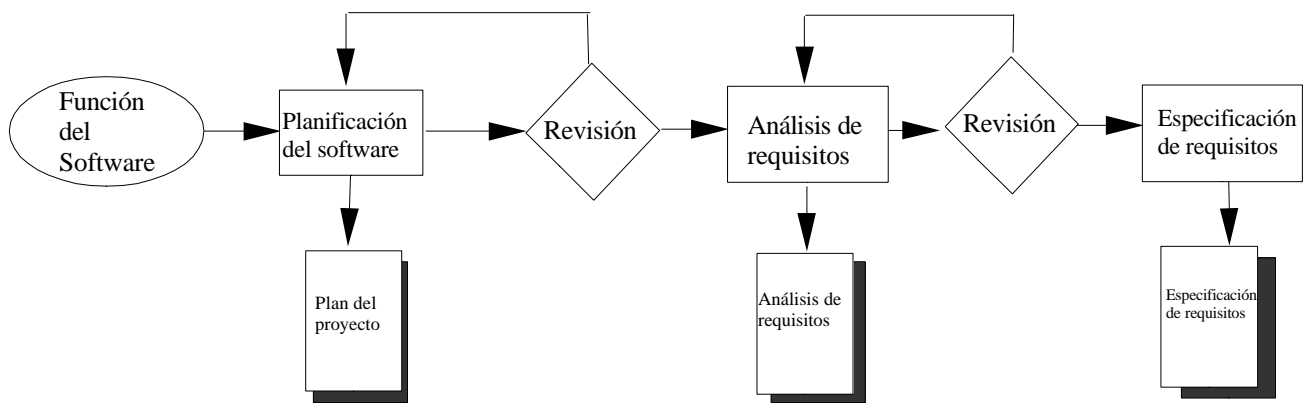 Función
del
Software
Planificación
del software
Revisión
Análisis de
requisitos
Revisión
Especificación
de requisitos
Plan del
proyecto
Análisis de
requisitos
Especificación
de requisitos